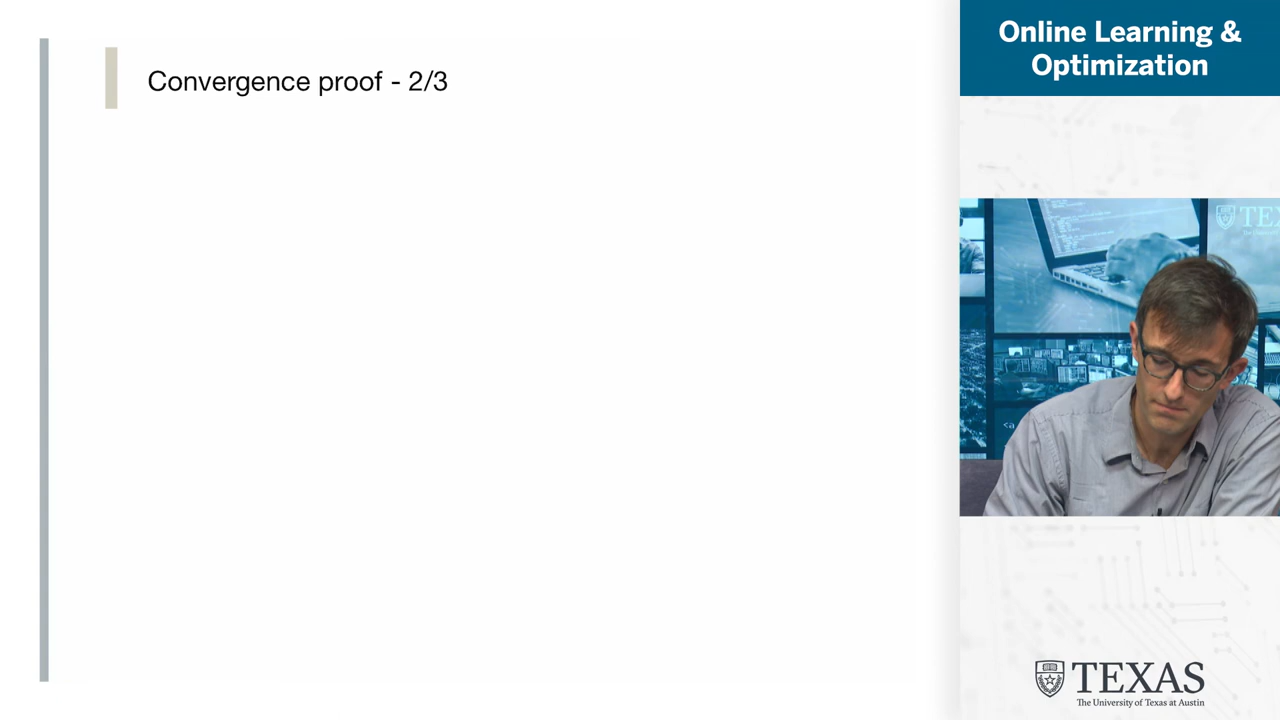 Convergence proof - 2/3
Online Learning &
Optimization
TEXAS
The University of Texas at Austin